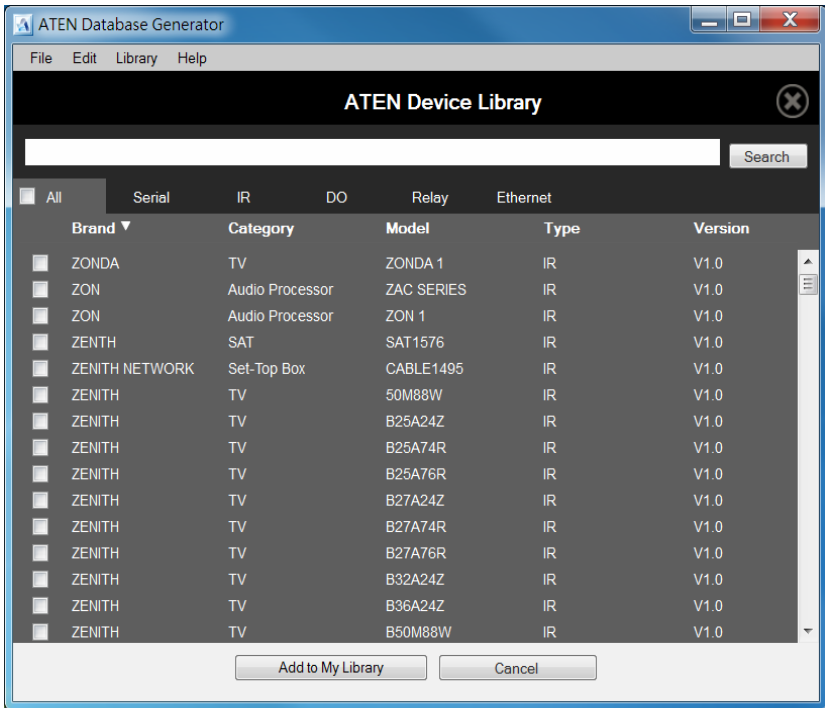 ATEN Database Generator
File Edit Library Help
ATEN Device Library
Search
All Serial IR DO Relay Ethernet
Brand Category Model Type Version
ZONDA TV ZONDA 1 IR V1.0
ZON Audio Processor ZAC SERIES IR V1.0
ZON Audio Processor ZON 1 IR V1.0
ZENTH SAT SAT1576 IR V1.0
ZENITH NETWORK Set-Top Box CABLE1495 IR V1.0
ZENITH TV 50M88W IR V1.0
ZENITH TV B25A24Z IR V1.0
ZENITH TV B25A74R IR V1.0
ZENITH TV B25A76R IR V1.0
ZENITH TV B27A24Z IR V1.0
ZENITH TV B27A74R IR V1.0
ZENITH TV B27A76R IR V1.0
ZENITH TV B32A24Z IR V1.0
ZENITH TV B36A24Z IR V1.0
ZENITH TV B50M88W IR V1.0
Add to My Library Cancel